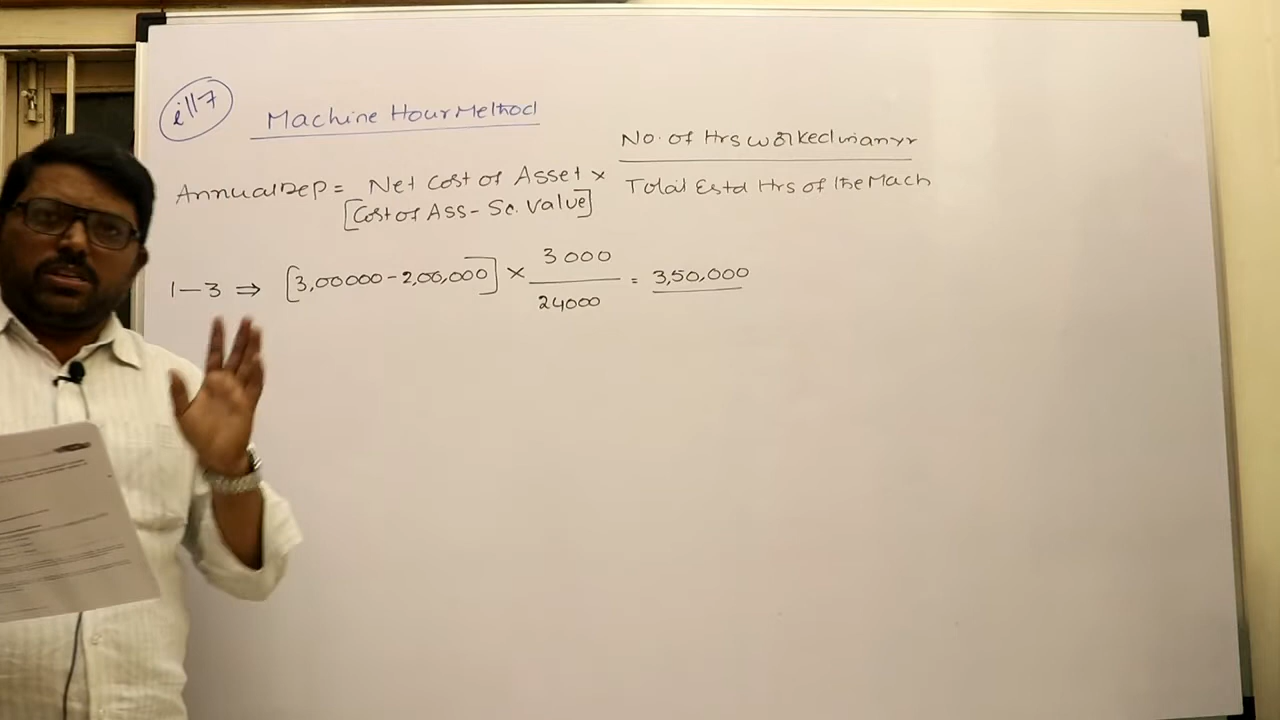 ill 7
Machine Hour Method
Annual Dep = Net Cost of Asset × No. of Hrs worked in an yr / Total Estd Hrs of the Mach
[Cost of Ass - Sc. Value]
1-3 ⇒ [3,00000 - 2,00,000] × 3000 / 24000 = 3,50,000